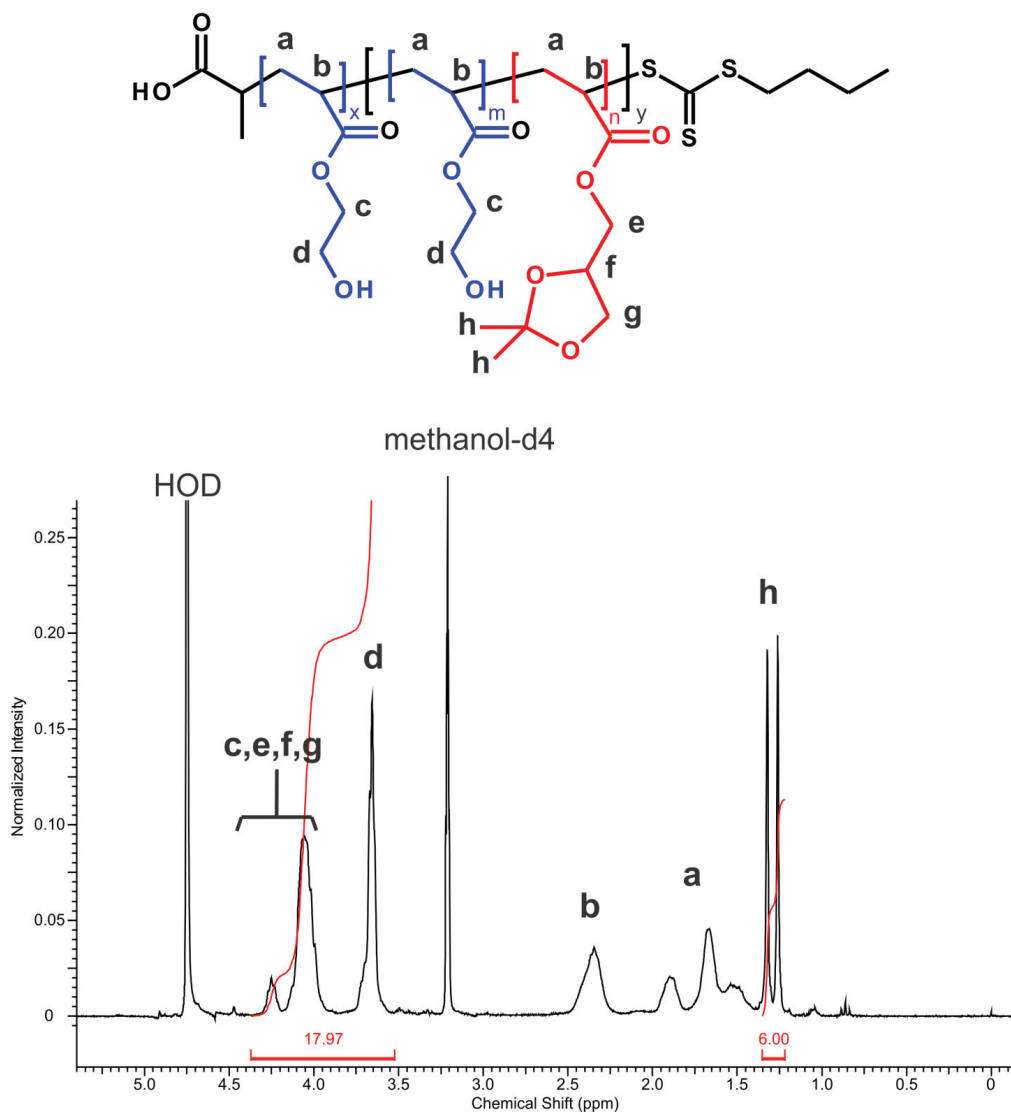 O
HO
a
b
x
a
b
m
a
b
n
y
S
S
S
O
O
O
O
O
O
c
c
e
d
d
f
OH
OH
O
g
h
h
O
methanol-d4
HOD
0.25
0.20
0.15
0.10
0.05
0
Normalized Intensity
c,e,f,g
d
b
a
h
17.97
6.00
5.0 4.5 4.0 3.5 3.0 2.5 2.0 1.5 1.0 0.5 0
Chemical Shift (ppm)